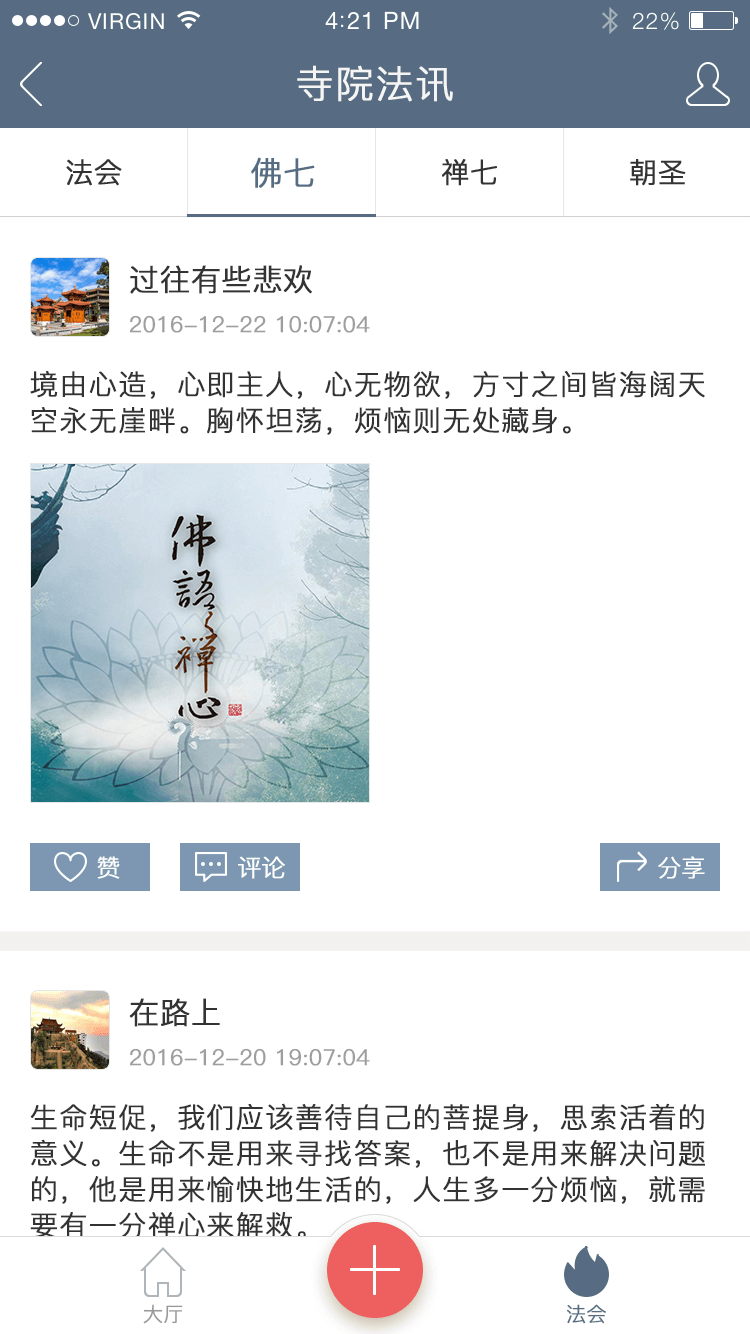 VIRGIN 4:21 PM 22%
寺院法讯
法会 佛七 禅七 朝圣
过往有些悲欢
2016-12-22 10:07:04
境由心造，心即主人，心无物欲，方寸之间皆海阔天
空永无崖畔。胸怀坦荡，烦恼则无处藏身。
佛
語
之
禪
心
赞 评论 分享
在路上
2016-12-20 19:07:04
生命短促，我们应该善待自己的菩提身，思索活着的
意义。生命不是用来寻找答案，也不是用来解决问题
的，他是用来愉快地生活的，人生多一分烦恼，就需
要有一分禅心来解救。
大厅 法会